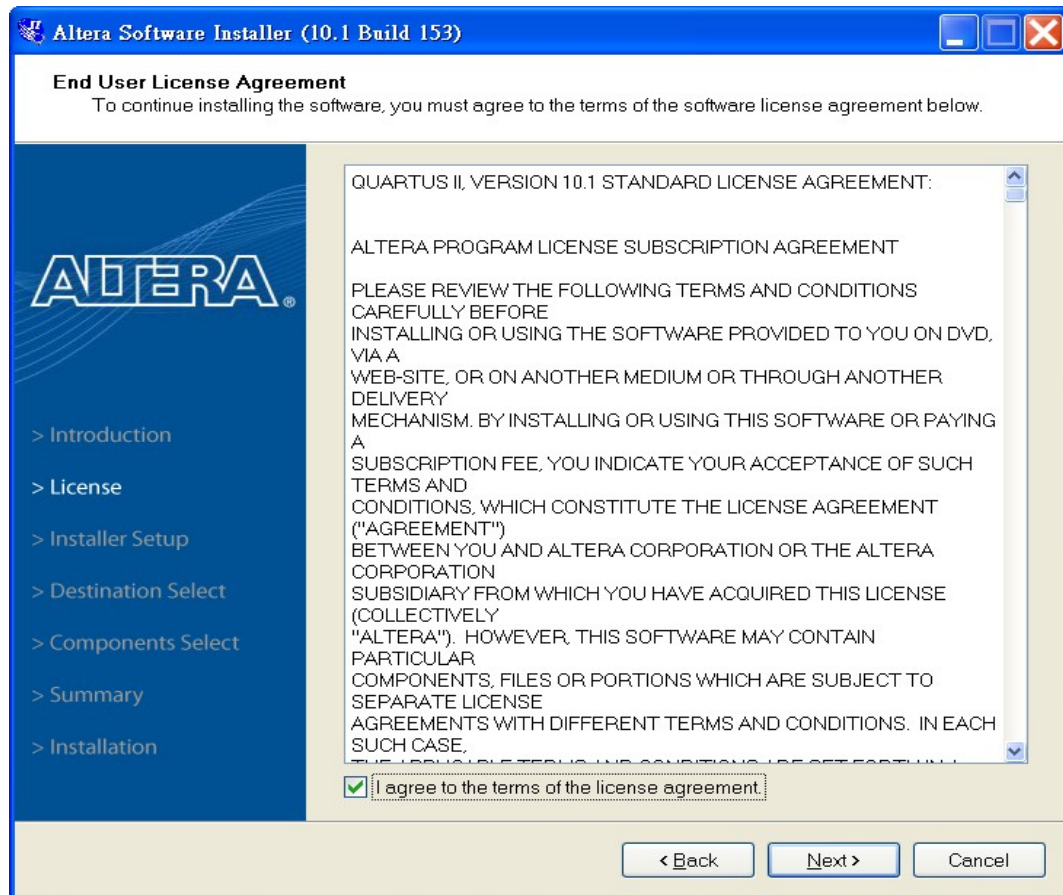 Altera Software Installer (10.1 Build 153)
End User License Agreement
To continue installing the software, you must agree to the terms of the software license agreement below.
ALTERA®
> Introduction
> License
> Installer Setup
> Destination Select
> Components Select
> Summary
> Installation
QUARTUS II, VERSION 10.1 STANDARD LICENSE AGREEMENT:
ALTERA PROGRAM LICENSE SUBSCRIPTION AGREEMENT
PLEASE REVIEW THE FOLLOWING TERMS AND CONDITIONS
CAREFULLY BEFORE
INSTALLING OR USING THE SOFTWARE PROVIDED TO YOU ON DVD,
VIA A
WEB-SITE, OR ON ANOTHER MEDIUM OR THROUGH ANOTHER
DELIVERY
MECHANISM. BY INSTALLING OR USING THIS SOFTWARE OR PAYING
A
SUBSCRIPTION FEE, YOU INDICATE YOUR ACCEPTANCE OF SUCH
TERMS AND
CONDITIONS, WHICH CONSTITUTE THE LICENSE AGREEMENT
("AGREEMENT")
BETWEEN YOU AND ALTERA CORPORATION OR THE ALTERA
CORPORATION
SUBSIDIARY FROM WHICH YOU HAVE ACQUIRED THIS LICENSE
(COLLECTIVELY
"ALTERA"). HOWEVER, THIS SOFTWARE MAY CONTAIN
PARTICULAR
COMPONENTS, FILES OR PORTIONS WHICH ARE SUBJECT TO
SEPARATE LICENSE
AGREEMENTS WITH DIFFERENT TERMS AND CONDITIONS. IN EACH
SUCH CASE,
I agree to the terms of the license agreement.
< Back
Next >
Cancel